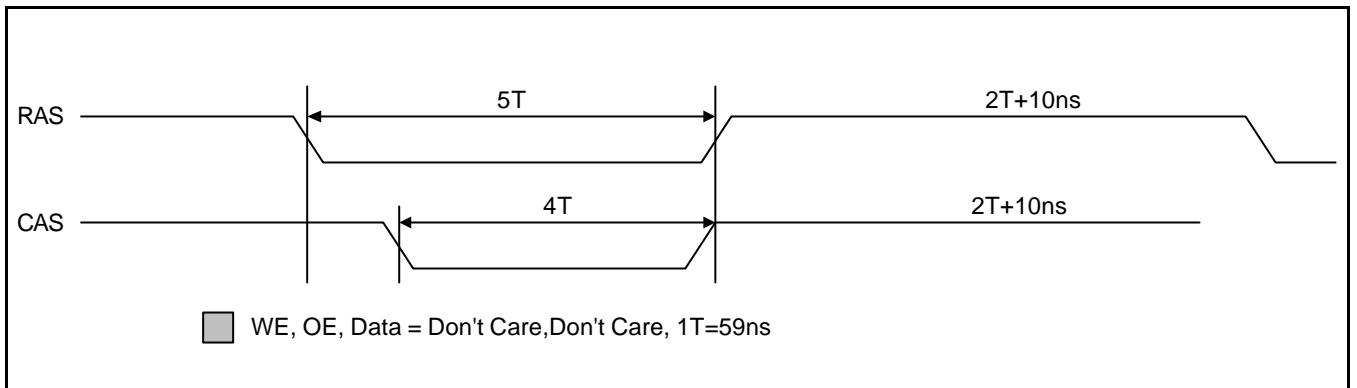 5T
2T+10ns
RAS
4T
2T+10ns
CAS
WE, OE, Data = Don't Care,Don't Care, 1T=59ns